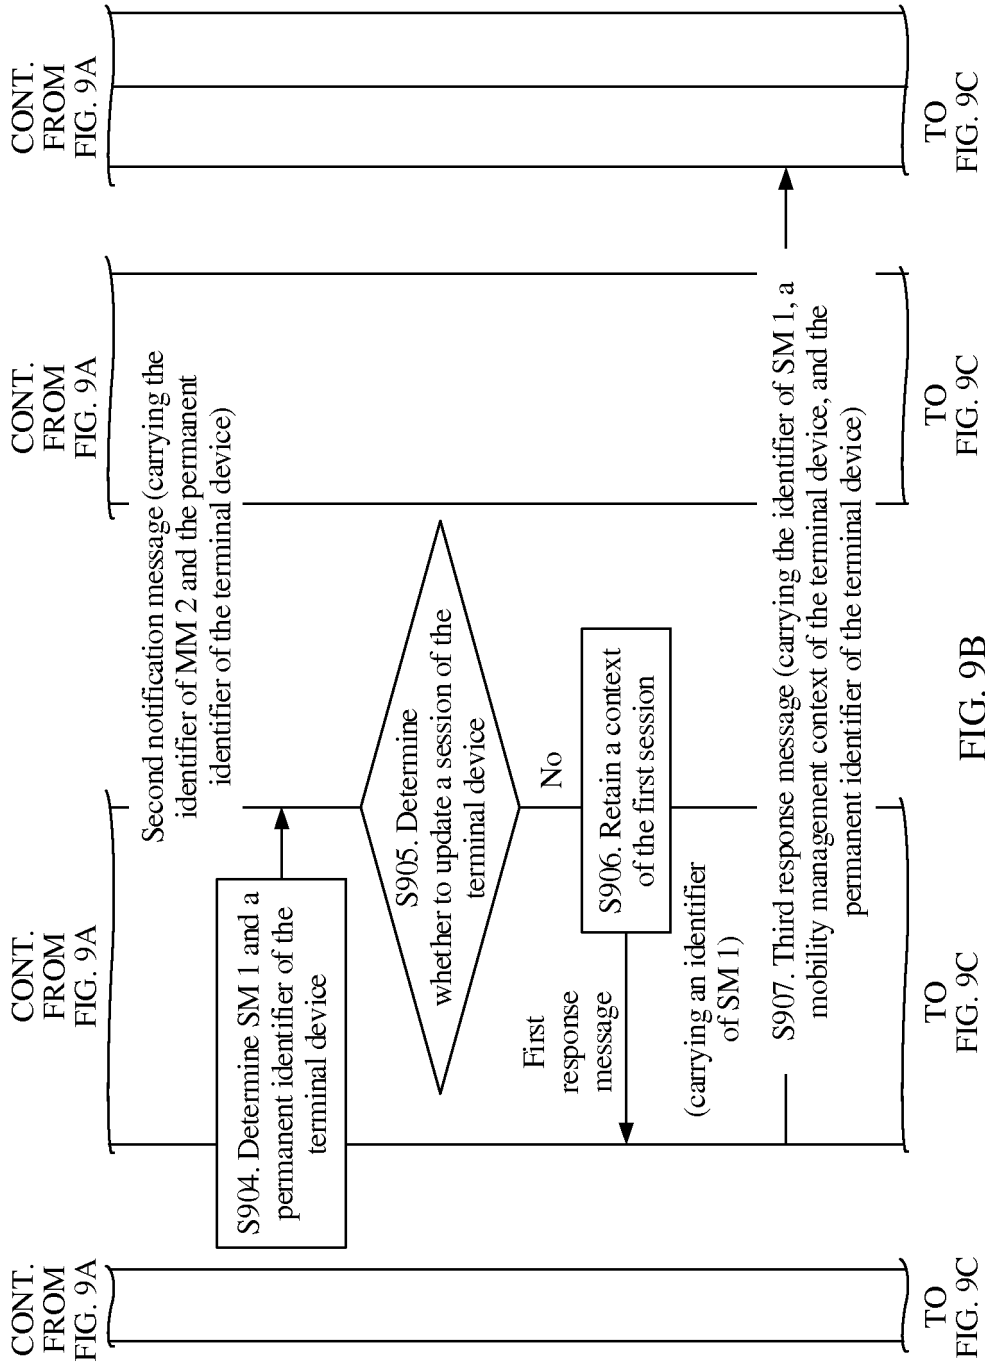 CONT.
FROM
FIG. 9A
CONT.
FROM
FIG. 9A
CONT.
FROM
FIG. 9A
CONT.
FROM
FIG. 9A
Second notification message (carrying the
identifier of MM 2 and the permanent
identifier of the terminal device)
S904. Determine SM 1 and a
permanent identifier of the
terminal device
S905. Determine
whether to update a session of the
terminal device
No
First
response
message
S906. Retain a context
of the first session
(carrying an identifier
of SM 1)
S907. Third response message (carrying the identifier of SM 1, a
mobility management context of the terminal device, and the
permanent identifier of the terminal device)
TO
FIG. 9C
TO
FIG. 9C
TO
FIG. 9C
TO
FIG. 9C
FIG. 9B